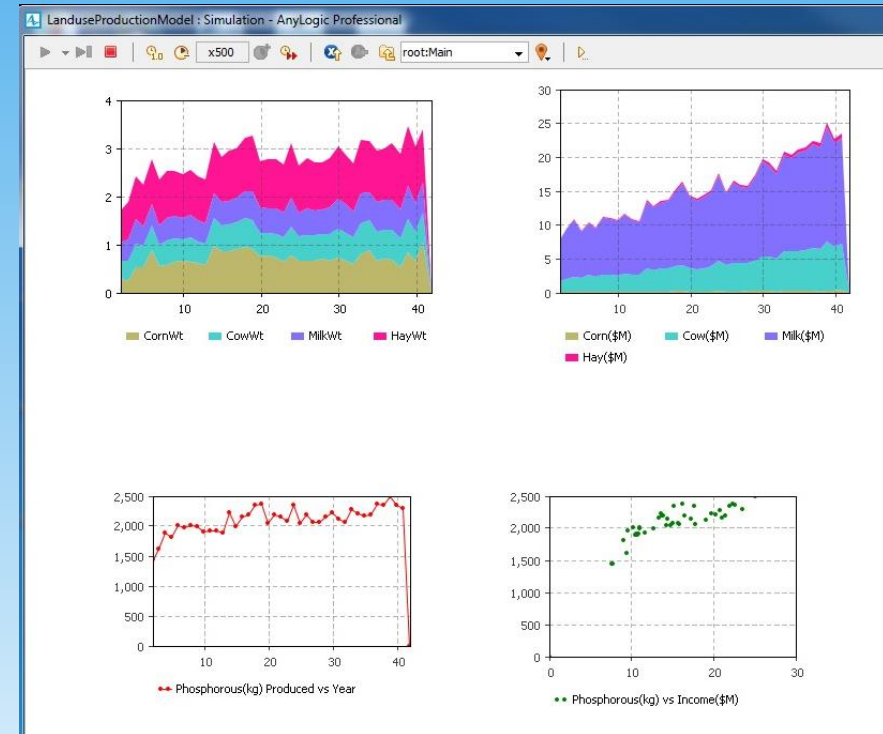 LanduseProductionModel : Simulation - AnyLogic Professional
1.0 x500 root:Main
4
3
2
1
0
10 20 30 40
CornWt CowWt MilkWt HayWt
30
25
20
15
10
5
0
10 20 30 40
Corn($M) Cow($M) Milk($M)
Hay($M)
2,500
2,000
1,500
1,000
500
0
10 20 30 40
Phosphorous(kg) Produced vs Year
2,500
2,000
1,500
1,000
500
0
0 10 20 30
Phosphorous(kg) vs Income($M)